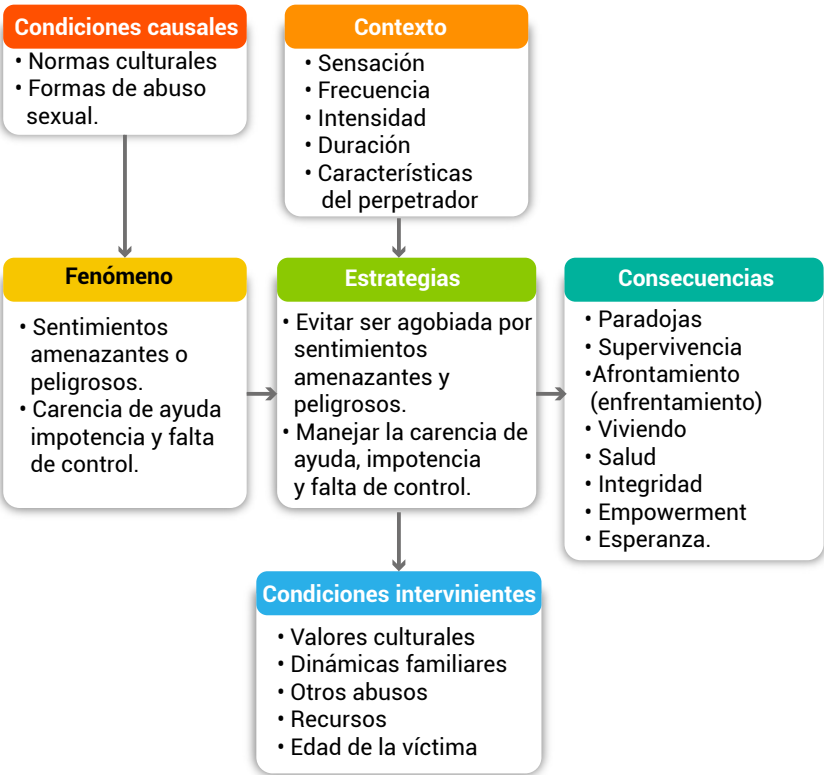 Condiciones causales
• Normas culturales
• Formas de abuso
sexual.
Contexto
• Sensación
• Frecuencia
• Intensidad
• Duración
• Características
del perpetrador
Fenómeno
• Sentimientos
amenazantes o
peligrosos.
• Carencia de ayuda
impotencia y falta
de control.
Estrategias
• Evitar ser agobiada por
sentimientos
amenazantes y
peligrosos.
• Manejar la carencia de
ayuda, impotencia
y falta de control.
Consecuencias
• Paradojas
• Supervivencia
•Afrontamiento
(enfrentamiento)
• Viviendo
• Salud
• Integridad
• Empowerment
• Esperanza.
Condiciones intervinientes
• Valores culturales
• Dinámicas familiares
• Otros abusos
• Recursos
• Edad de la víctima